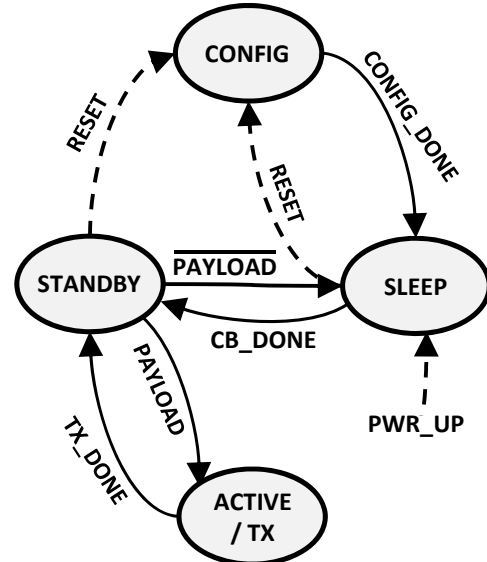 CONFIG
CONFIG_DONE
RESET
RESET
PAYLOAD
STANDBY
SLEEP
CB_DONE
PAYLOAD
TX_DONE
PWR_UP
ACTIVE
/ TX